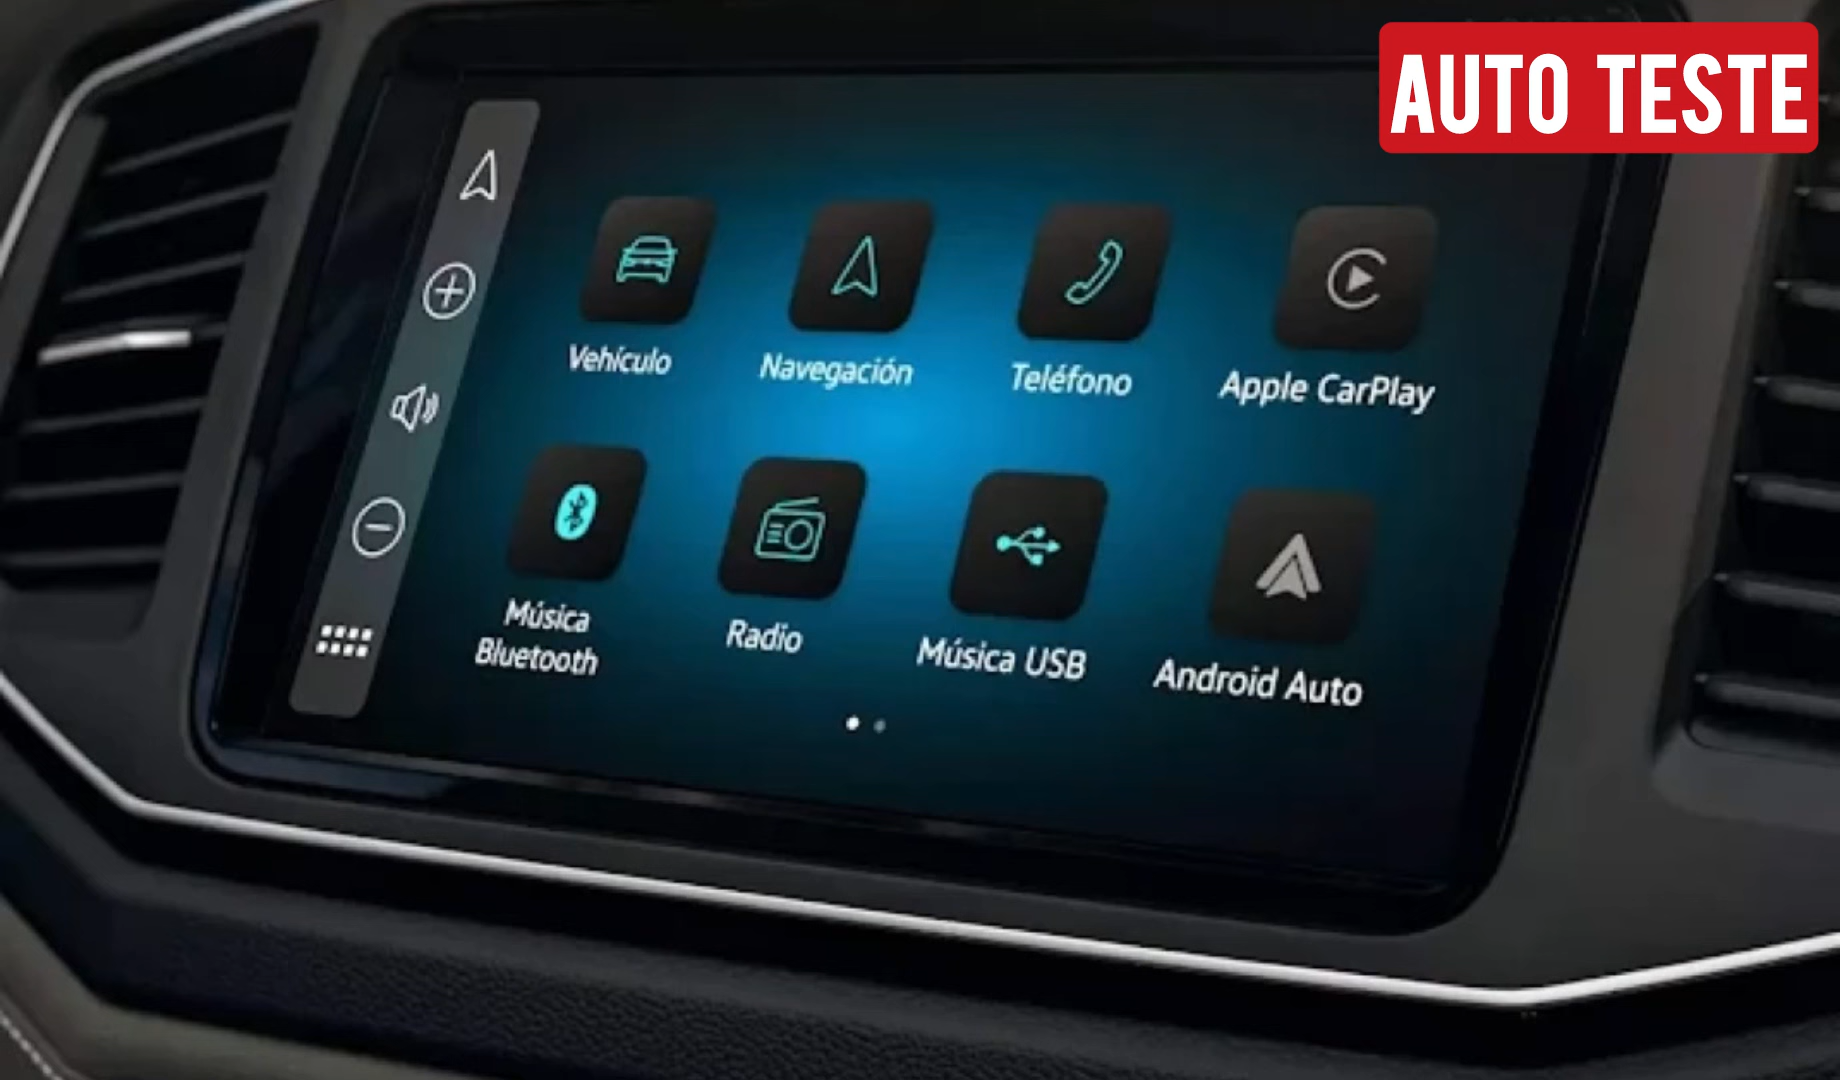 AUTO TESTE
Vehículo
Navegación
Teléfono
Apple CarPlay
Música
Bluetooth
Radio
Música USB
Android Auto